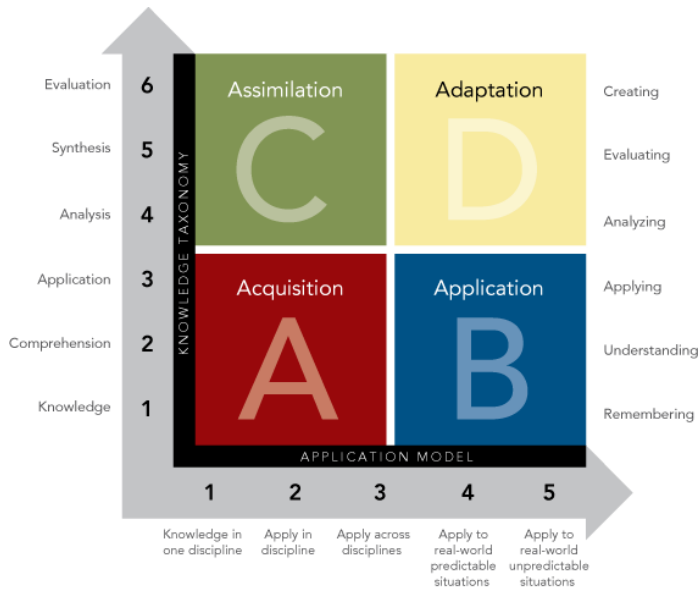 Evaluation 6 Assimilation Adaptation Creating
C D
Synthesis 5 Evaluating
Analysis 4 Analyzing
KNOWLEDGE TAXONOMY
Application 3 Acquisition Application Applying
A B
Comprehension 2 Understanding
Knowledge 1 Remembering
APPLICATION MODEL
1 2 3 4 5
Knowledge in
one discipline
Apply in
discipline
Apply across
disciplines
Apply to
real-world
predictable
situations
Apply to
real-world
unpredictable
situations